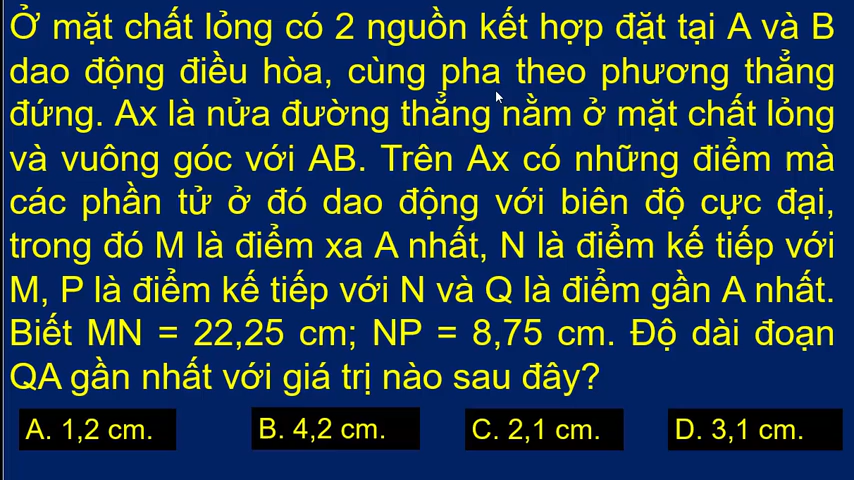 Ở mặt chất lỏng có 2 nguồn kết hợp đặt tại A và B
dao động điều hòa, cùng pha theo phương thẳng
đứng. Ax là nửa đường thẳng nằm ở mặt chất lỏng
và vuông góc với AB. Trên Ax có những điểm mà
các phần tử ở đó dao động với biên độ cực đại,
trong đó M là điểm xa A nhất, N là điểm kế tiếp với
M, P là điểm kế tiếp với N và Q là điểm gần A nhất.
Biết MN = 22,25 cm; NP = 8,75 cm. Độ dài đoạn
QA gần nhất với giá trị nào sau đây?
A. 1,2 cm. B. 4,2 cm. C. 2,1 cm. D. 3,1 cm.